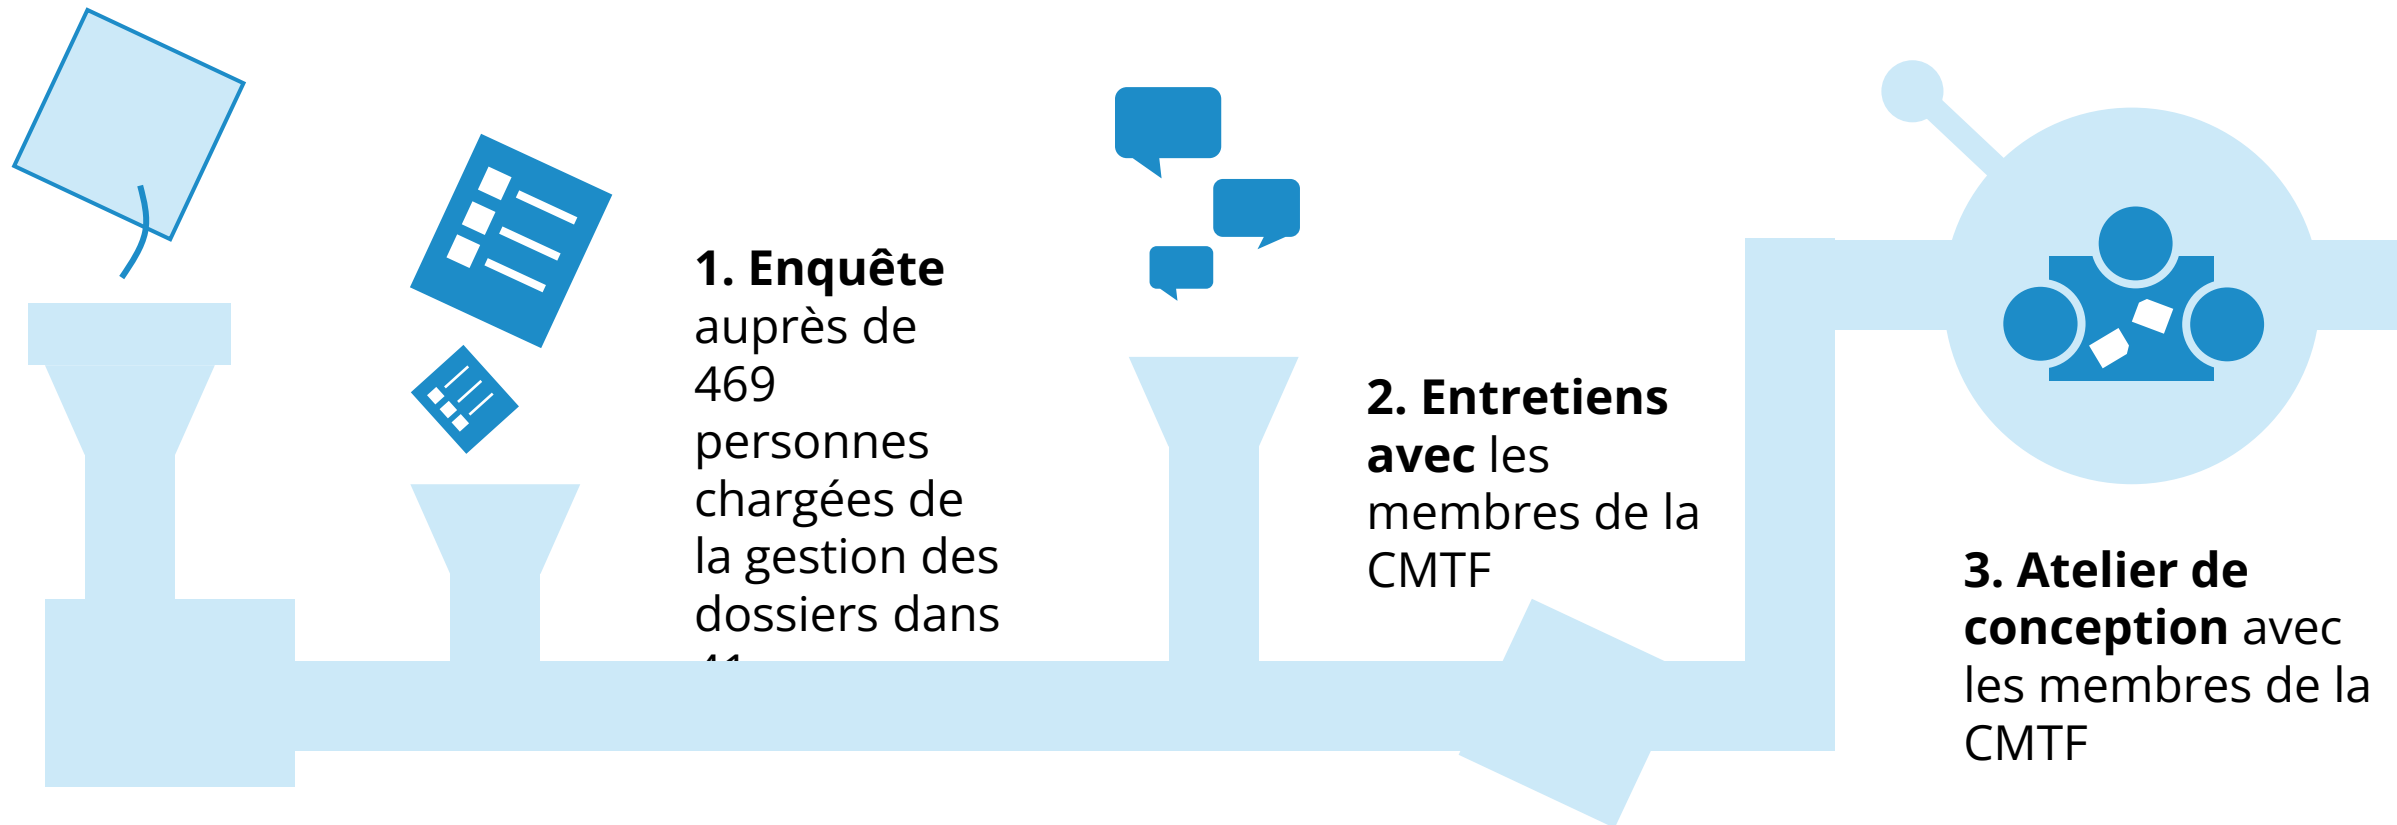 1. Enquête
auprès de
469
personnes
chargées de
la gestion des
dossiers dans
2. Entretiens
avec les
membres de la
CMTF
3. Atelier de
conception avec
les membres de la
CMTF